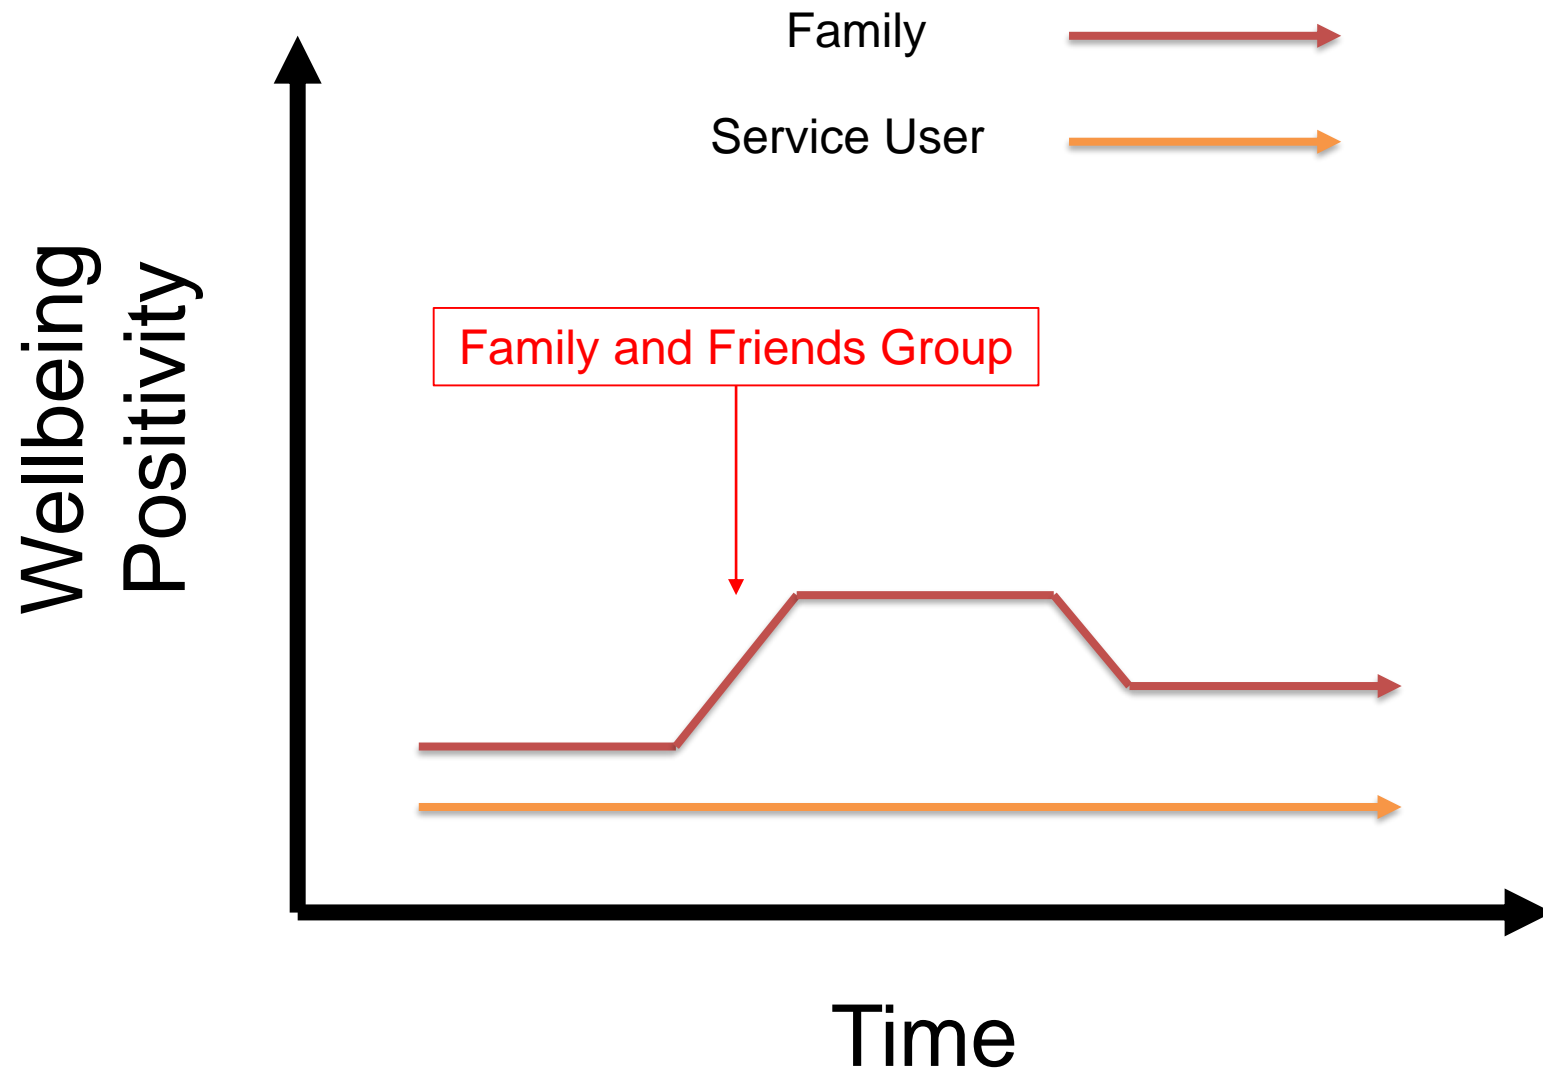 Family
Service User
Wellbeing
Positivity
Family and Friends Group
Time